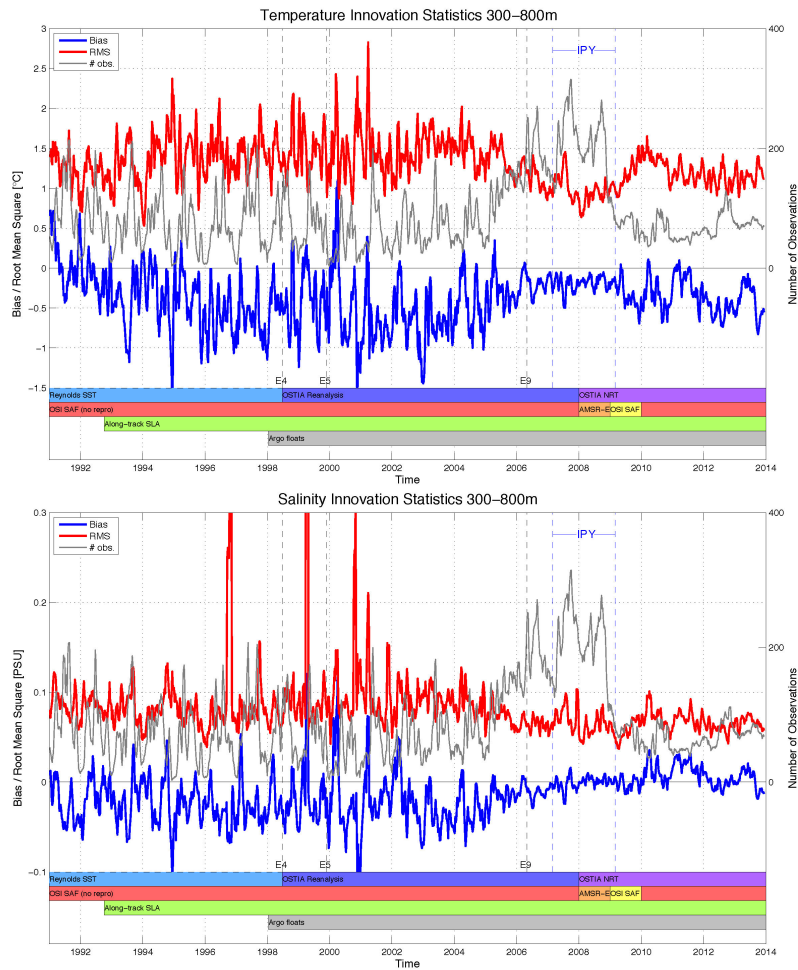 Temperature Innovation Statistics 300−800m
3
2.5
2
1.5
1
0.5
0
−0.5
−1
−1.5
400
200
0
Bias / Root Mean Square [°C]
Number of Observations
Bias
RMS
# obs.
IPY
E4
E5
E9
Reynolds SST
OSTIA Reanalysis
OSTIA NRT
OSI SAF (no repro)
AMSR−E
OSI SAF
Along−track SLA
Argo floats
1992
1994
1996
1998
2000
2002
2004
2006
2008
2010
2012
2014
Time
Salinity Innovation Statistics 300−800m
0.3
0.2
0.1
0
−0.1
400
200
0
Bias / Root Mean Square [PSU]
Number of Observations
Bias
RMS
# obs.
IPY
E4
E5
E9
Reynolds SST
OSTIA Reanalysis
OSTIA NRT
OSI SAF (no repro)
AMSR−E
OSI SAF
Along−track SLA
Argo floats
1992
1994
1996
1998
2000
2002
2004
2006
2008
2010
2012
2014
Time